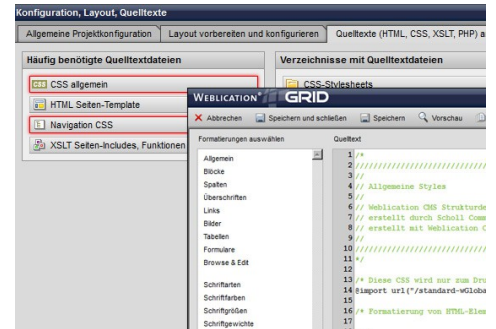 Konfiguration, Layout, Quelltexte
Allgemeine Projektkonfiguration
Layout vorbereiten und konfigurieren
Quelltexte (HTML, CSS, XSLT, PHP) a
Häufig benötigte Quelltextdateien
CSS allgemein
HTML Seiten-Template
Navigation CSS
XSLT Seiten-Includes, Funktionen
Verzeichnisse mit Quelltextdateien
CSS-Stylesheets
WEBLICATION® GRID
Abbrechen
Speichern und schließen
Speichern
Vorschau
Formatierungen auswählen
Allgemein
Blöcke
Spalten
Überschriften
Links
Bilder
Tabellen
Formulare
Browse & Edit
Schriftarten
Schriftfarben
Schriftgrößen
Schriftgewichte
Quelltext
1 /*
2 ///////////////////////////
3 //
4 // Allgemeine Styles
5 //
6 // Weblication CMS Strukturde
7 // erstellt durch Scholl Comm
8 // erstellt mit Weblication C
9 //
10 ///////////////////////////
11 */
12
13 /* Diese CSS wird nur zum Dru
14 @import url("/standard-wGloba
15
16 /* Formatierung von HTML-Elem
17